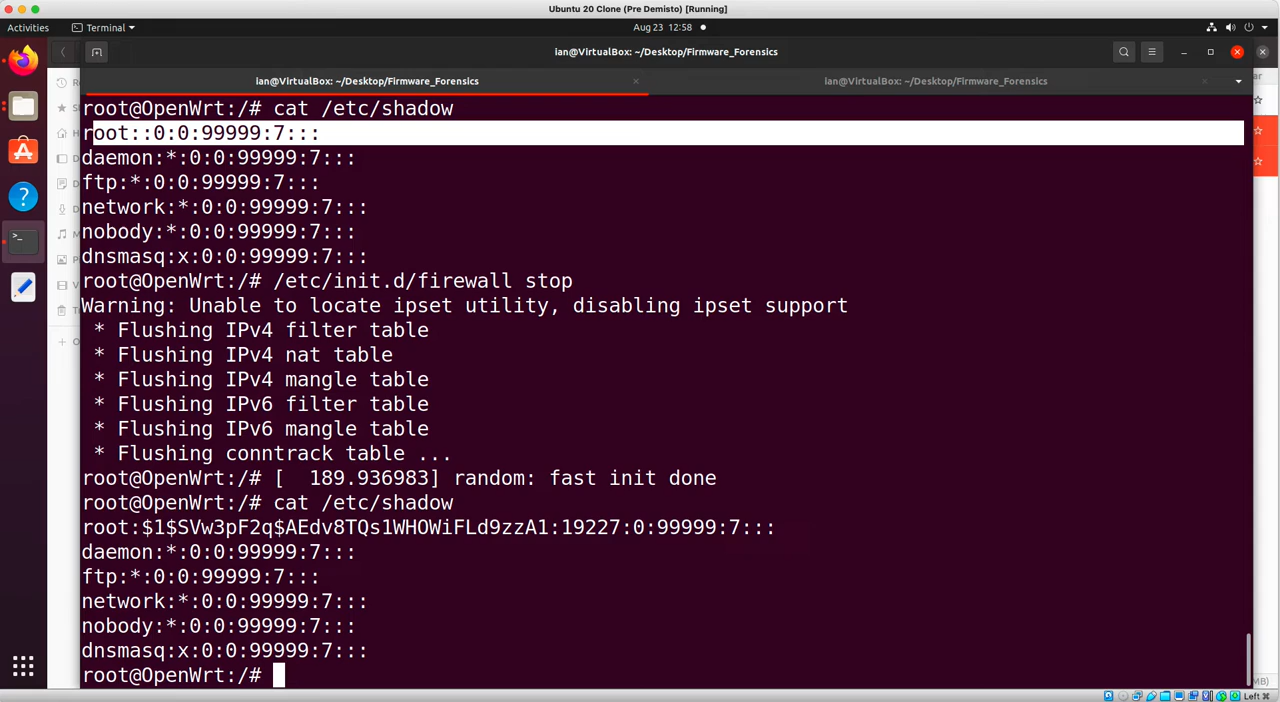 Ubuntu 20 Clone (Pre Demisto) [Running]
Activities
Terminal
Aug 23 12:58
ian@VirtualBox: ~/Desktop/Firmware_Forensics
ian@VirtualBox: ~/Desktop/Firmware_Forensics
ian@VirtualBox: ~/Desktop/Firmware_Forensics
root@OpenWrt:/# cat /etc/shadow
root::0:0:99999:7:::
daemon:*:0:0:99999:7:::
ftp:*:0:0:99999:7:::
network:*:0:0:99999:7:::
nobody:*:0:0:99999:7:::
dnsmasq:x:0:0:99999:7:::
root@OpenWrt:/# /etc/init.d/firewall stop
Warning: Unable to locate ipset utility, disabling ipset support
* Flushing IPv4 filter table
* Flushing IPv4 nat table
* Flushing IPv4 mangle table
* Flushing IPv6 filter table
* Flushing IPv6 mangle table
* Flushing conntrack table ...
root@OpenWrt:/# [  189.936983] random: fast init done
root@OpenWrt:/# cat /etc/shadow
root:$1$SVw3pF2q$AEdv8TQs1WHOWiFLd9zzA1:19227:0:99999:7:::
daemon:*:0:0:99999:7:::
ftp:*:0:0:99999:7:::
network:*:0:0:99999:7:::
nobody:*:0:0:99999:7:::
dnsmasq:x:0:0:99999:7:::
root@OpenWrt:/#
MB)
Left ⌘